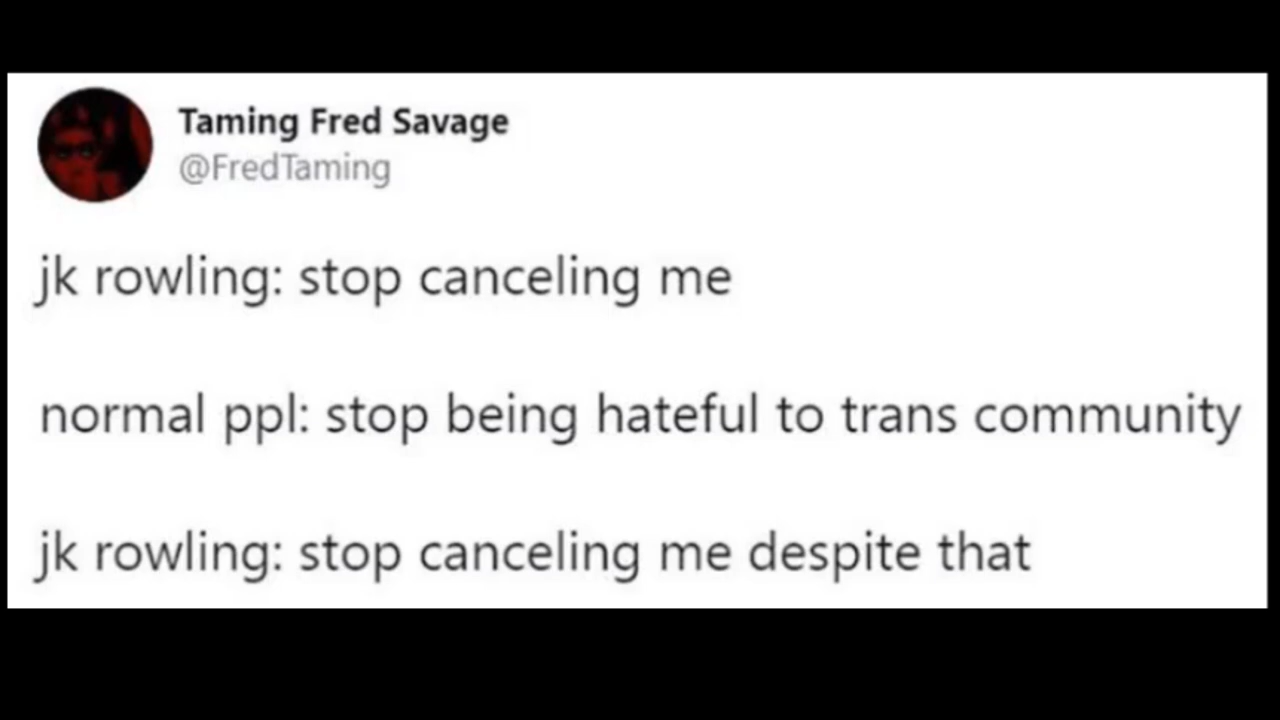 Taming Fred Savage
@FredTaming
jk rowling: stop canceling me
normal ppl: stop being hateful to trans community
jk rowling: stop canceling me despite that